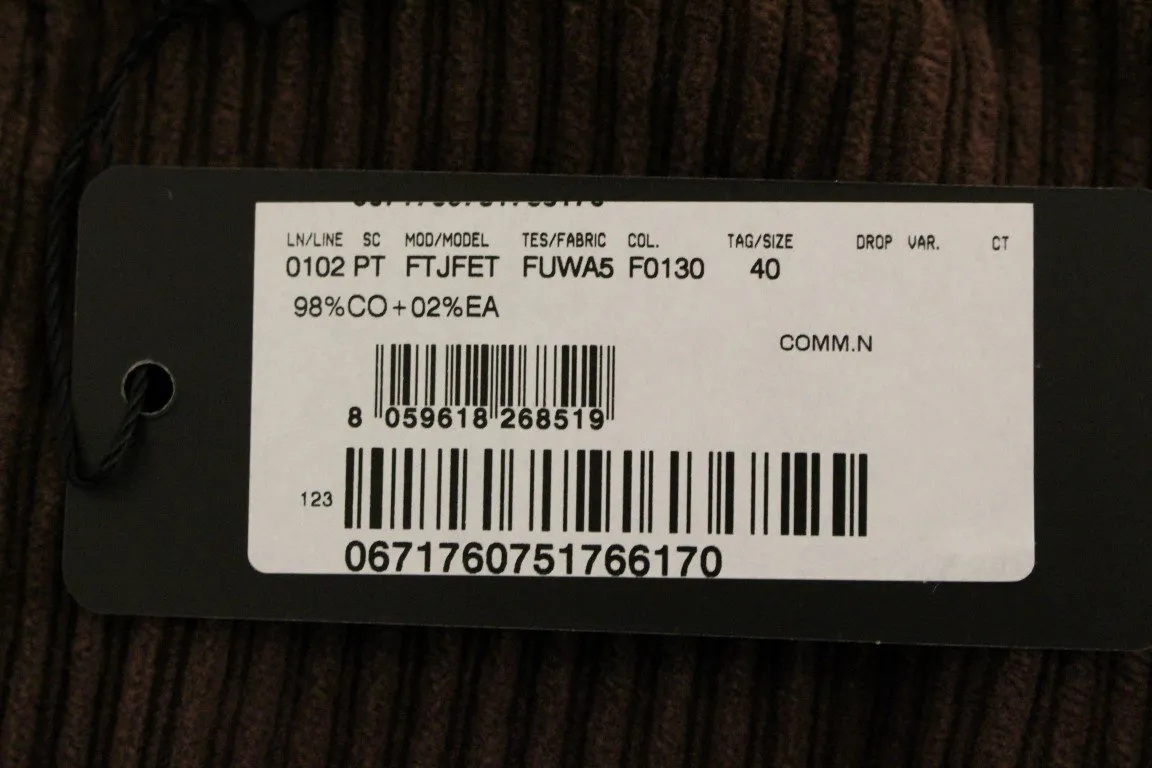 LN/LINE SC MOD/MODEL TES/FABRIC COL. TAG/SIZE DROP VAR. CT
0102 PT FTJFET FUWA5 F0130 40
98%CO+02%EA
COMM.N
8 059618 268519
123
0671760751766170